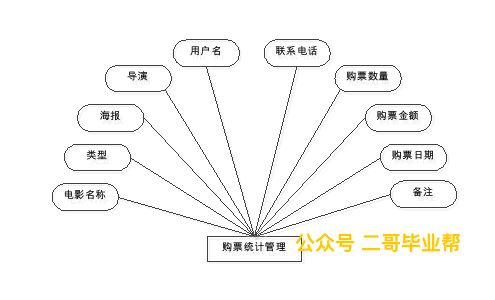 用户名
联系电话
导演
购票数量
海报
购票金额
类型
购票日期
电影名称
备注
购票统计管理
公众号 二哥毕业帮